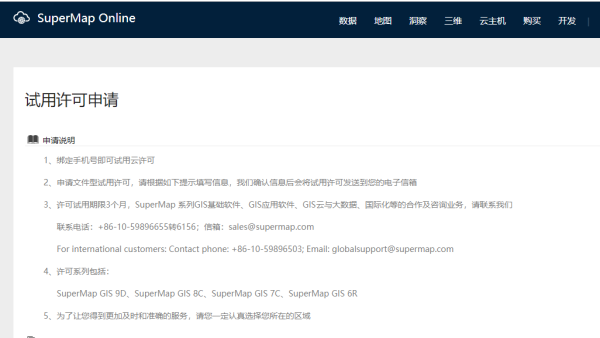 SuperMap Online
数据 地图 洞察 三维 云主机 购买 开发
试用许可申请
申请说明
1、绑定手机号即可试用云许可
2、申请文件型试用许可，请根据如下提示填写信息，我们确认信息后会将试用许可发送到您的电子信箱
3、许可试用期限3个月，SuperMap 系列GIS基础软件、GIS应用软件、GIS云与大数据、国际化等的合作及咨询业务，请联系我们
联系电话：+86-10-59896655转6156；信箱：sales@supermap.com
For international customers: Contact phone: +86-10-59896503; Email: globalsupport@supermap.com
4、许可系列包括：
SuperMap GIS 9D、SuperMap GIS 8C、SuperMap GIS 7C、SuperMap GIS 6R
5、为了让您得到更加及时和准确的服务，请您一定认真选择您所在的区域